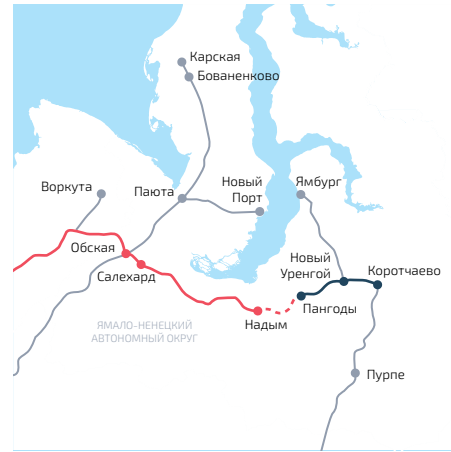 Карская
Бованенково
Воркута
Паюта
Новый
Порт
Ямбург
Обская
Салехард
Новый
Уренгой
Коротчаево
Пангоды
Надым
ЯМАЛО-НЕНЕЦКИЙ
АВТОНОМНЫЙ ОКРУГ
Пурпе